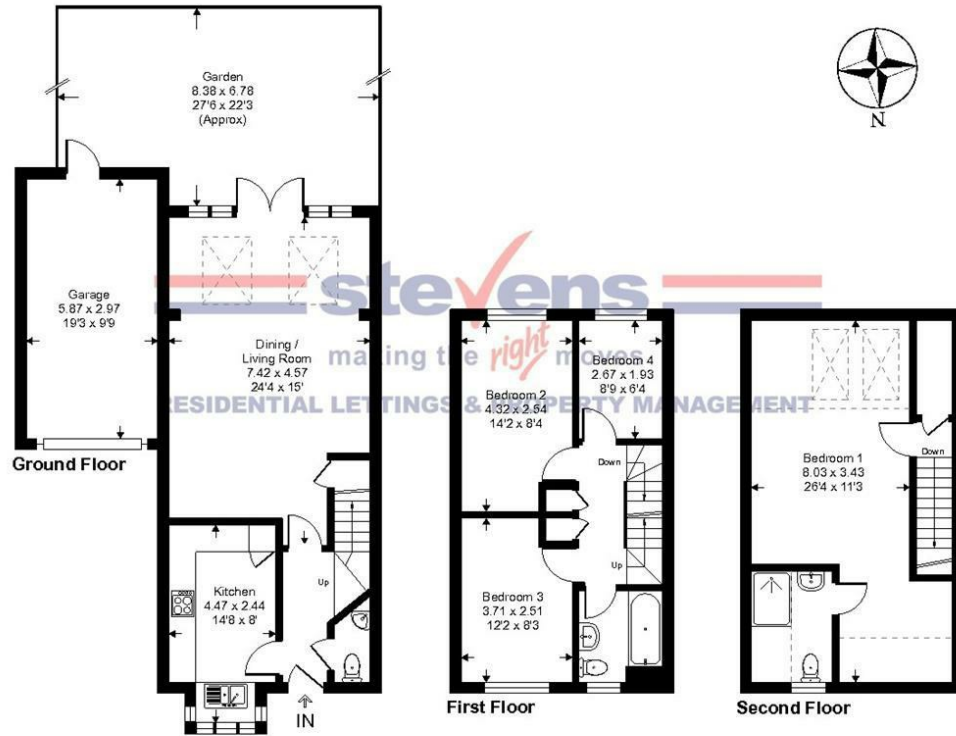 Garden
8.38 x 6.78
27'6 x 22'3
(Approx)
N
Garage
5.87 x 2.97
19'3 x 9'9
Ground Floor
Dining /
Living Room
7.42 x 4.57
24'4 x 15'
Kitchen
4.47 x 2.44
14'8 x 8'
Up
IN
stevens
making the right moves
RESIDENTIAL LETTINGS & PROPERTY MANAGEMENT
Bedroom 2
4.32 x 2.54
14'2 x 8'4
Bedroom 4
2.67 x 1.93
8'9 x 6'4
Down
Up
Bedroom 3
3.71 x 2.51
12'2 x 8'3
First Floor
Bedroom 1
8.03 x 3.43
26'4 x 11'3
Down
Second Floor